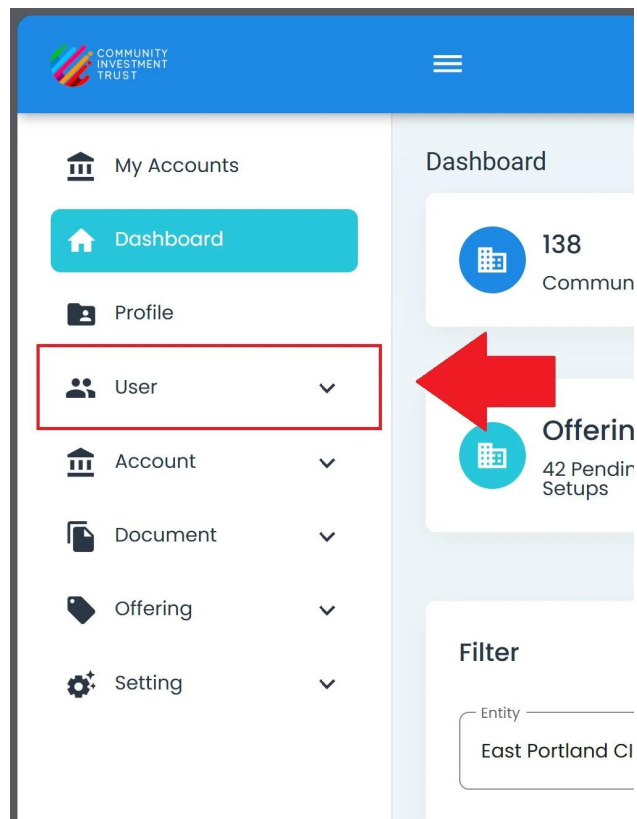 COMMUNITY
INVESTMENT
TRUST
My Accounts
Dashboard
Profile
User
Account
Document
Offering
Setting
Dashboard
138
Commun
Offerin
42 Pendin
Setups
Filter
Entity
East Portland CI